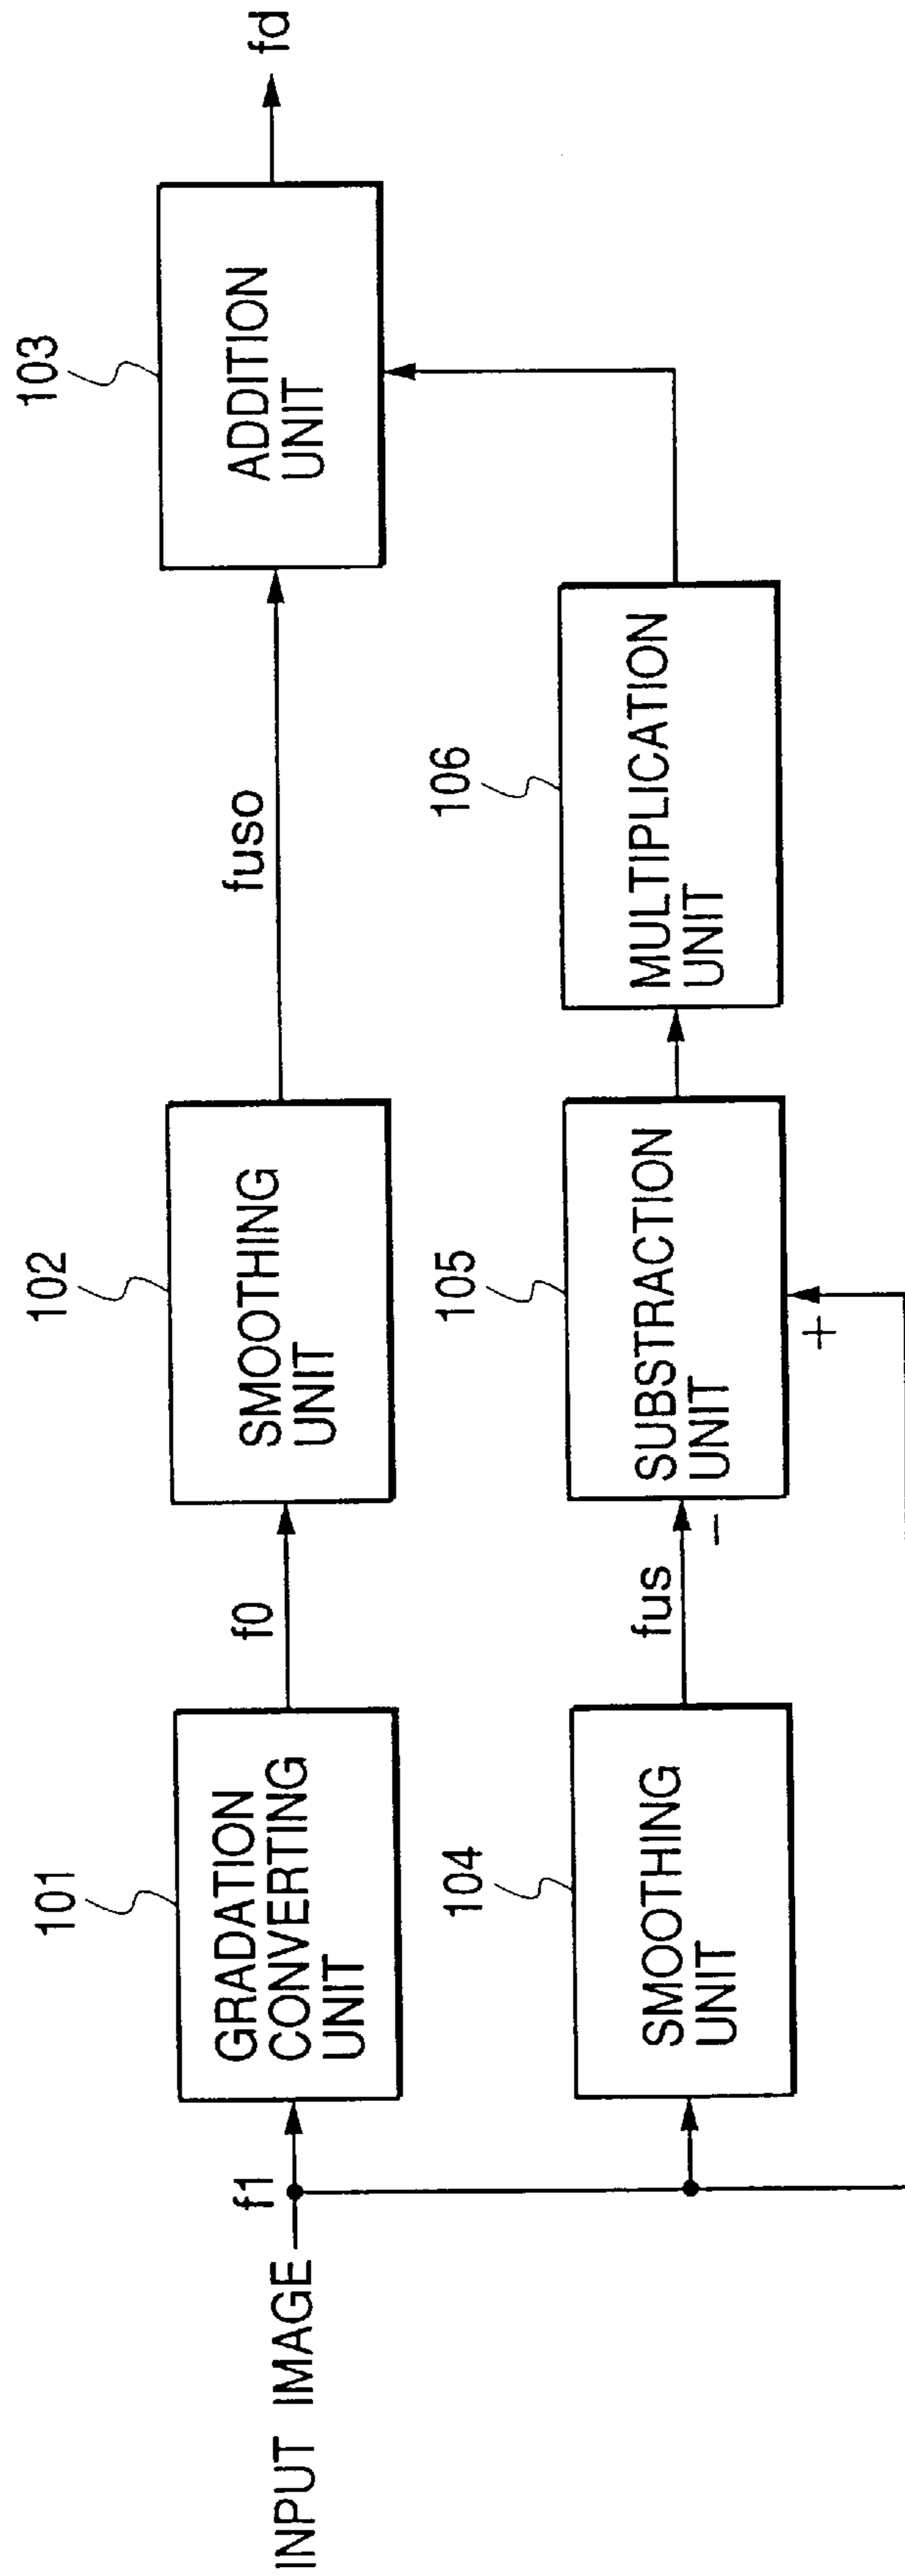 INPUT IMAGE
f1
101
GRADATION
CONVERTING
UNIT
f0
102
SMOOTHING
UNIT
fuso
103
ADDITION
UNIT
fd
104
SMOOTHING
UNIT
fus
-
+
105
SUBSTRACTION
UNIT
106
MULTIPLICATION
UNIT